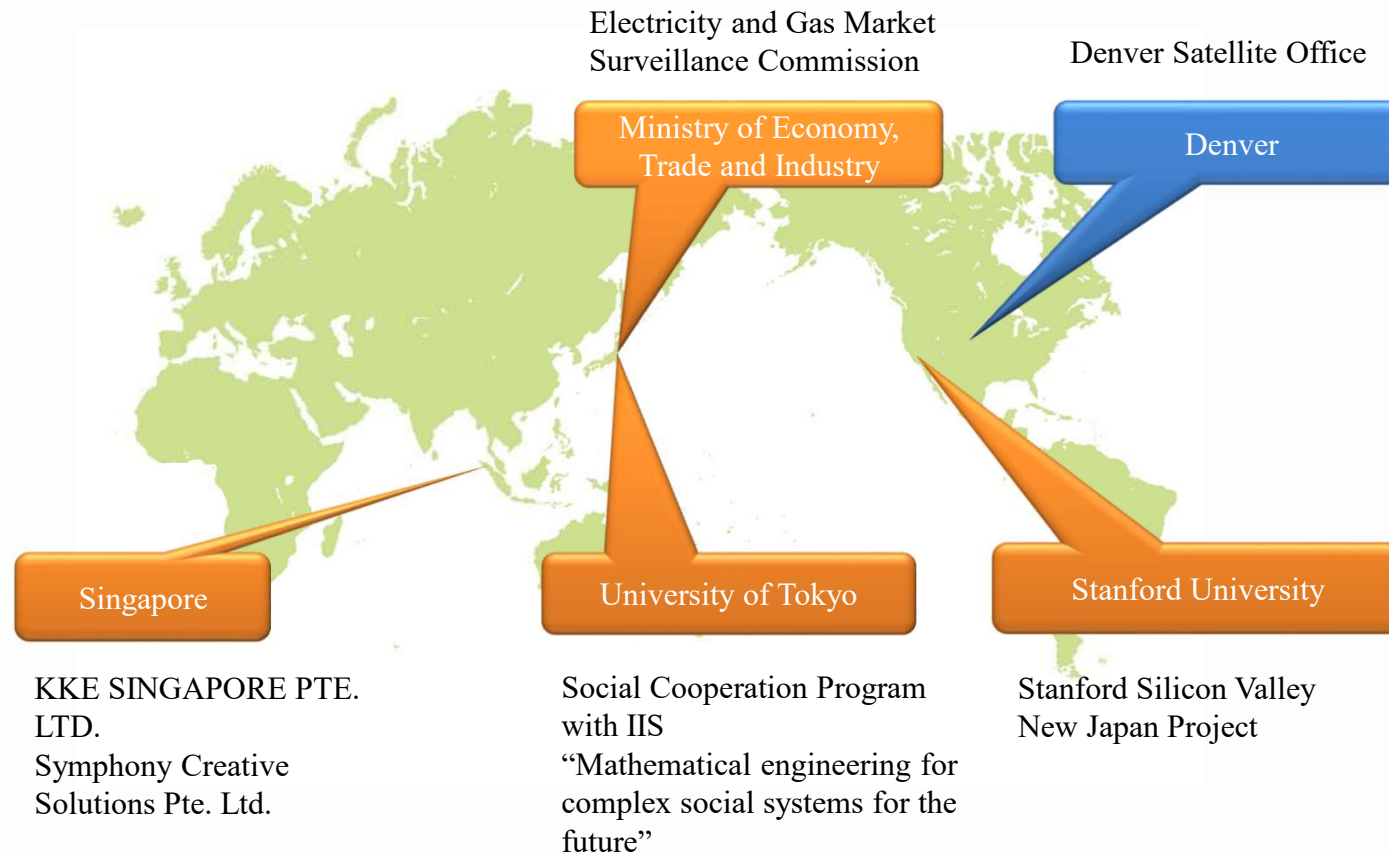 Electricity and Gas Market
Surveillance Commission
Denver Satellite Office
Ministry of Economy,
Trade and Industry
Denver
Singapore
University of Tokyo
Stanford University
KKE SINGAPORE PTE.
LTD.
Symphony Creative
Solutions Pte. Ltd.
Social Cooperation Program
with IIS
“Mathematical engineering for
complex social systems for the
future”
Stanford Silicon Valley
New Japan Project